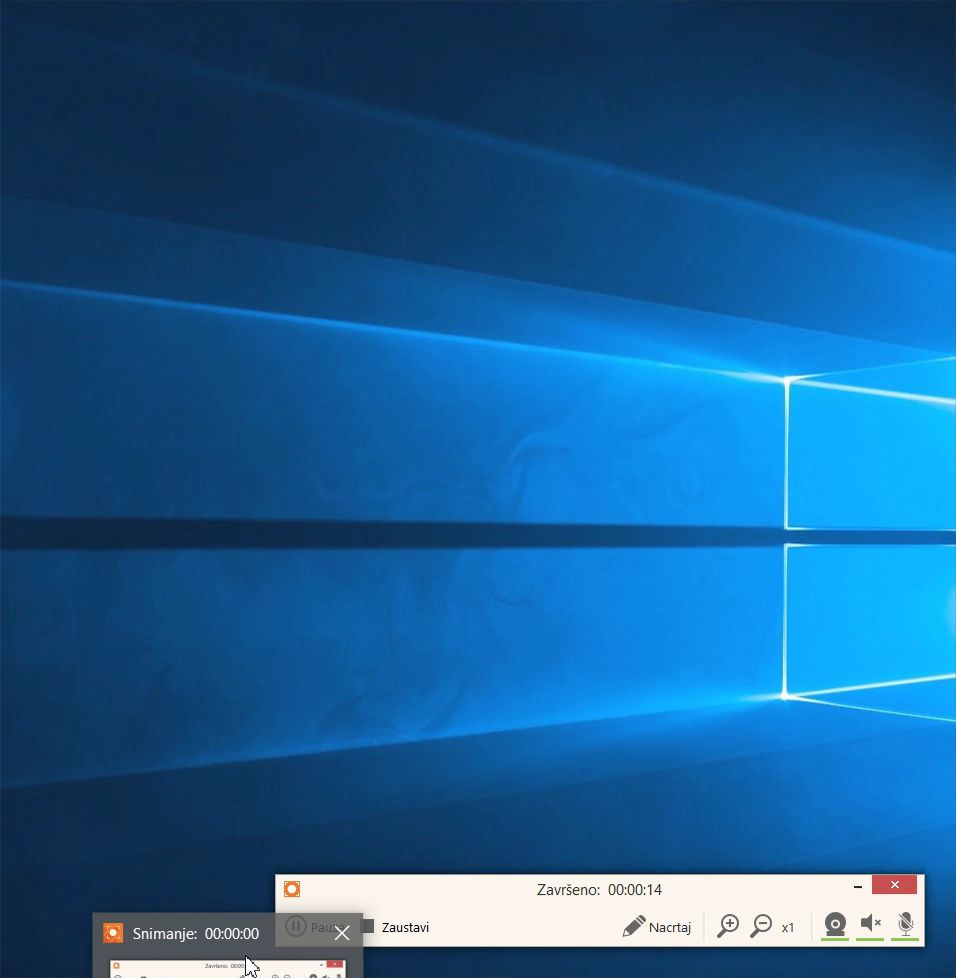 Završeno: 00:00:14
Zaustavi
Nacrtaj
x1
Snimanje: 00:00:00